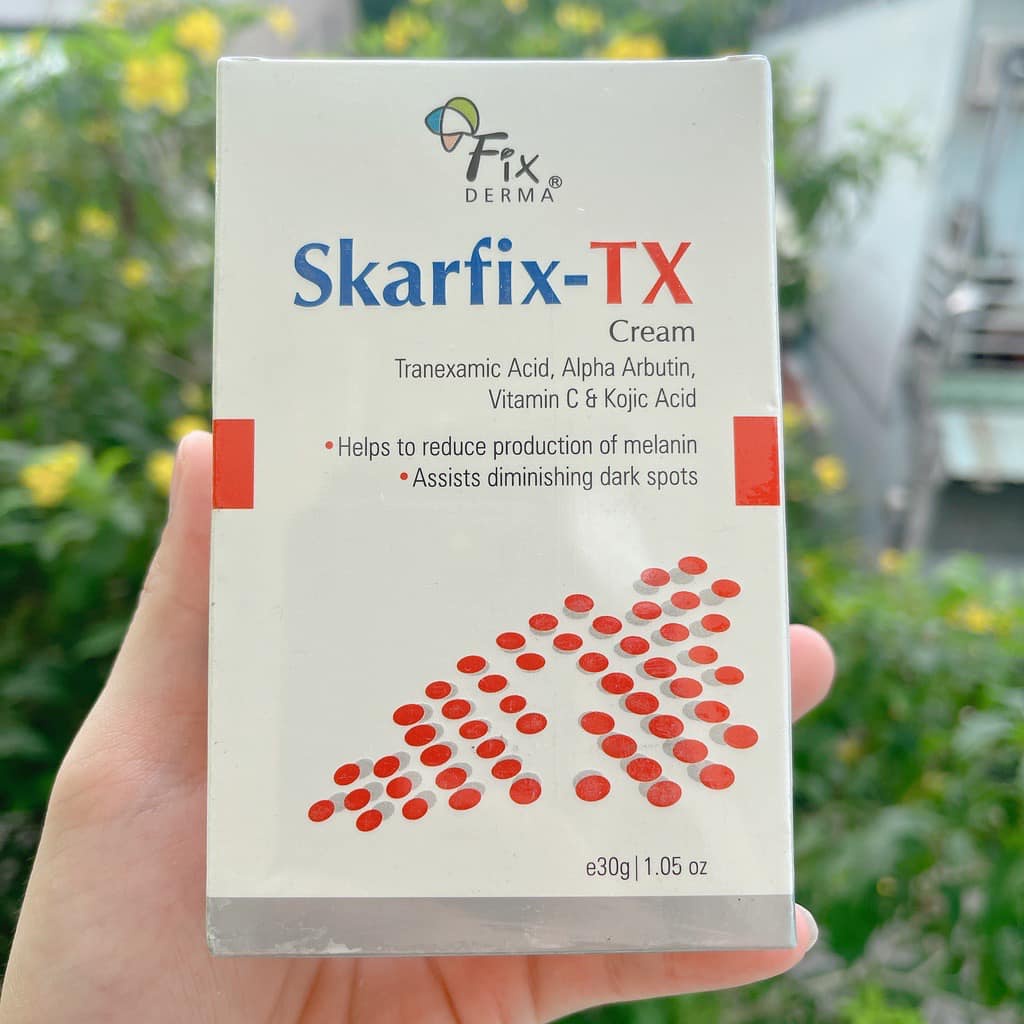 Fix
DERMA®
Skarfix-TX
Cream
Tranexamic Acid, Alpha Arbutin,
Vitamin C & Kojic Acid
•Helps to reduce production of melanin
•Assists diminishing dark spots
e30g|1.05 oz